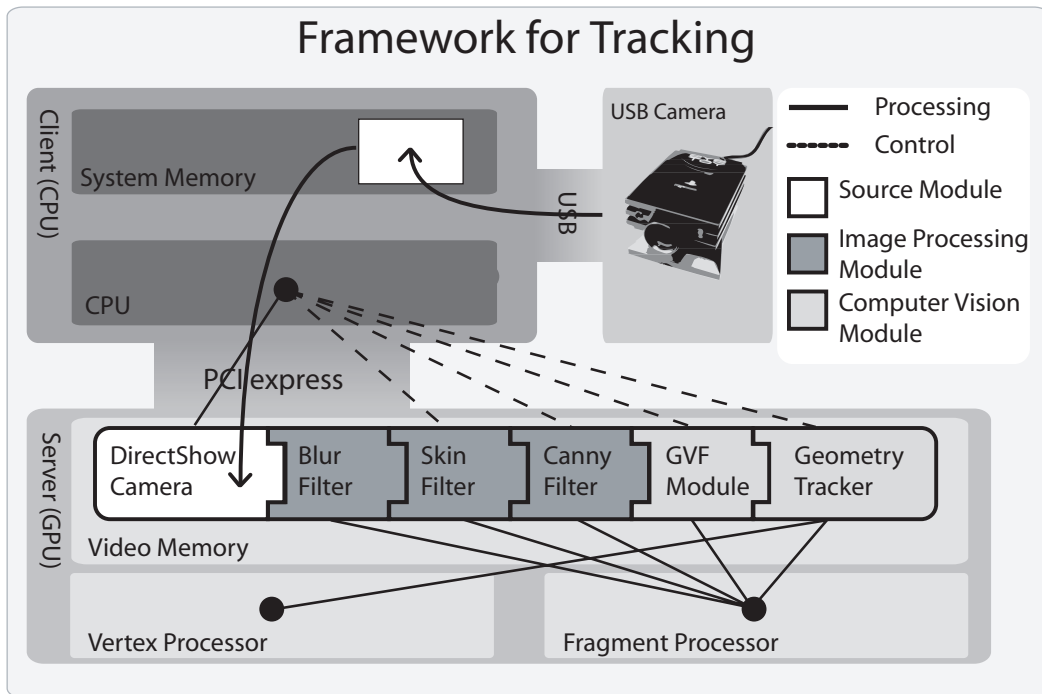 Framework for Tracking
Client (CPU)
System Memory
CPU
USB
USB Camera
Processing
Control
Source Module
Image Processing
Module
Computer Vision
Module
PCI express
Server (GPU)
DirectShow
Camera
Blur
Filter
Skin
Filter
Canny
Filter
GVF
Module
Geometry
Tracker
Video Memory
Vertex Processor
Fragment Processor